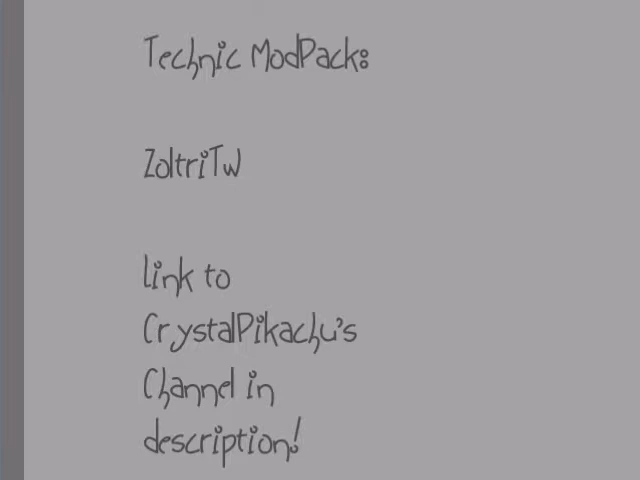 Technic ModPack:
ZoltriTW
link to
CrystalPikachu's
Channel in
description!